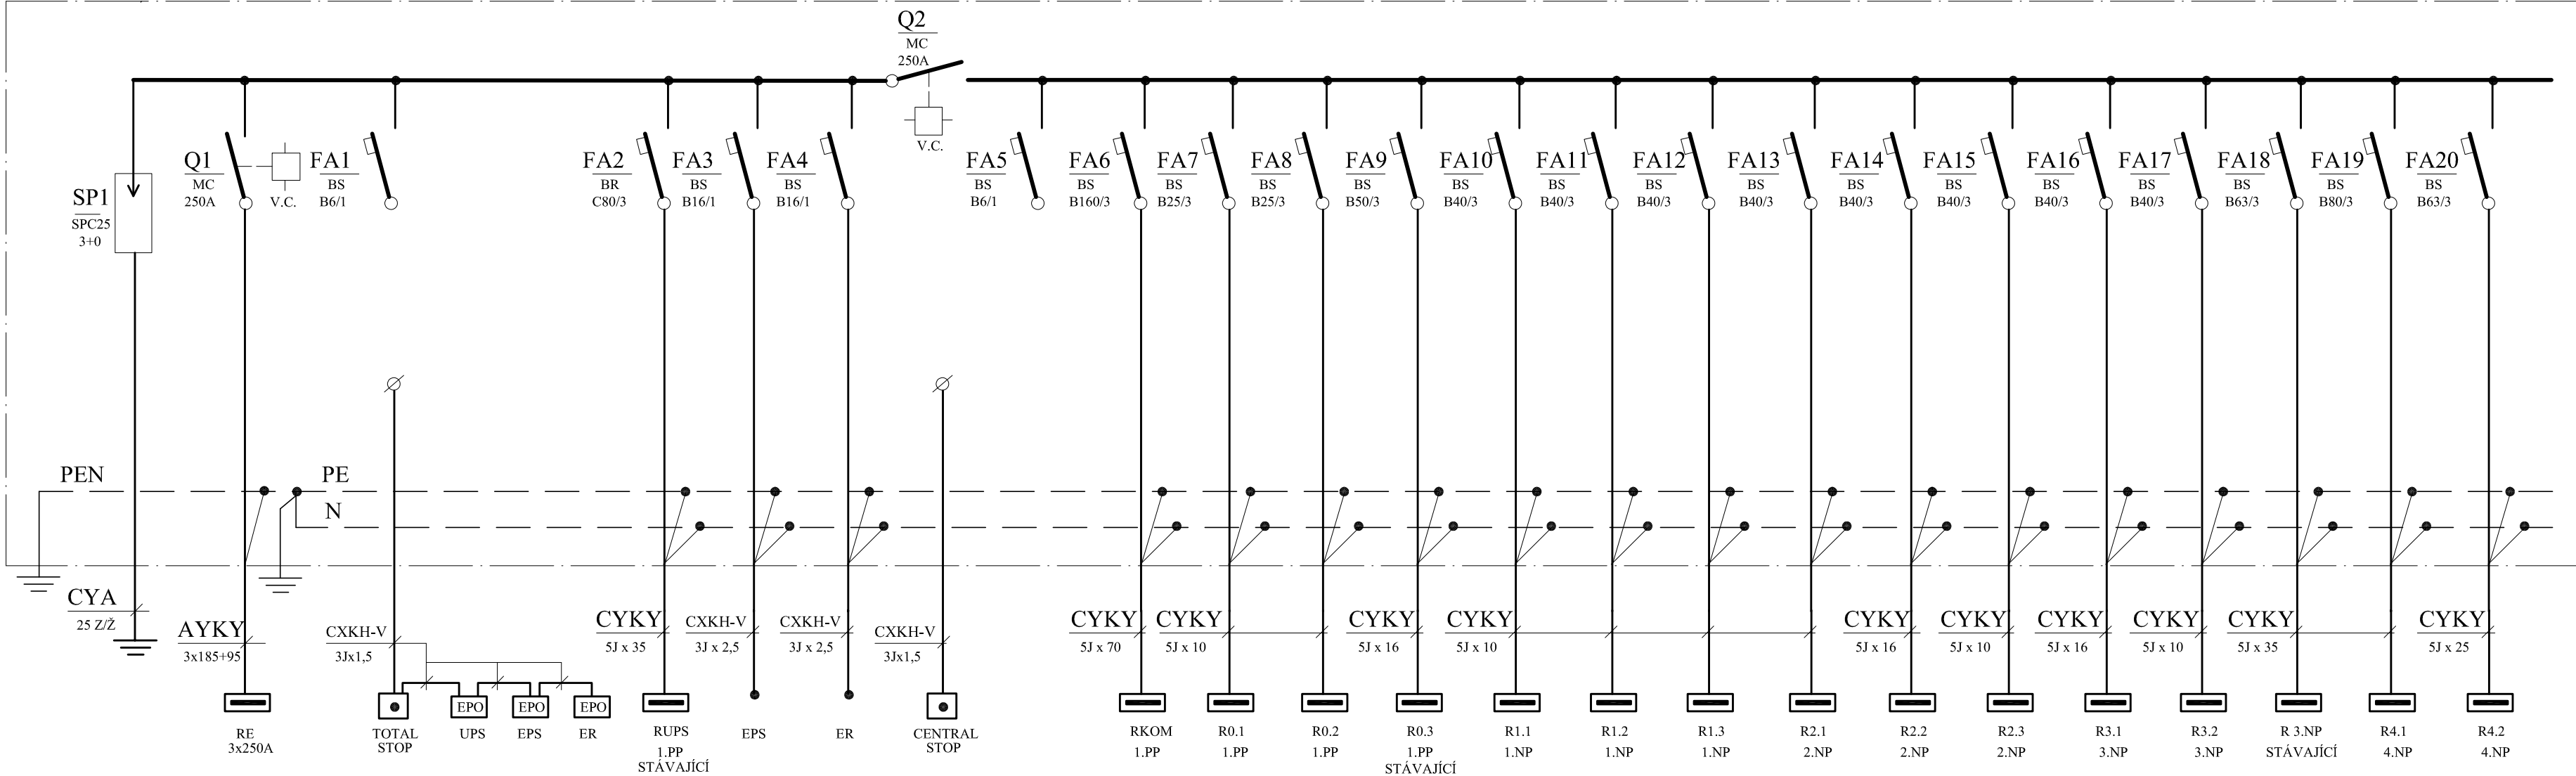 Q2
MC
250A
V.C.
SP1
SPC25
3+0
Q1
MC
250A
V.C.
FA1
BS
B6/1
FA2
BR
C80/3
FA3
BS
B16/1
FA4
BS
B16/1
FA5
BS
B6/1
FA6
BS
B160/3
FA7
BS
B25/3
FA8
BS
B25/3
FA9
BS
B50/3
FA10
BS
B40/3
FA11
BS
B40/3
FA12
BS
B40/3
FA13
BS
B40/3
FA14
BS
B40/3
FA15
BS
B40/3
FA16
BS
B40/3
FA17
BS
B40/3
FA18
BS
B63/3
FA19
BS
B80/3
FA20
BS
B63/3
PEN
PE
N
CYA
25 Z/Ž
AYKY
3x185+95
CXKH-V
3Jx1,5
CYKY
5J x 35
CXKH-V
3J x 2,5
CXKH-V
3J x 2,5
CXKH-V
3Jx1,5
CYKY
5J x 70
CYKY
5J x 10
CYKY
5J x 16
CYKY
5J x 10
CYKY
5J x 16
CYKY
5J x 10
CYKY
5J x 16
CYKY
5J x 10
CYKY
5J x 35
CYKY
5J x 25
RE
3x250A
TOTAL
STOP
EPO
UPS
EPO
EPS
EPO
ER
RUPS
1.PP
STÁVAJÍCÍ
EPS
ER
CENTRAL
STOP
RKOM
1.PP
R0.1
1.PP
R0.2
1.PP
R0.3
1.PP
STÁVAJÍCÍ
R1.1
1.NP
R1.2
1.NP
R1.3
1.NP
R2.1
2.NP
R2.2
2.NP
R2.3
2.NP
R3.1
3.NP
R3.2
3.NP
R 3.NP
STÁVAJÍCÍ
R4.1
4.NP
R4.2
4.NP